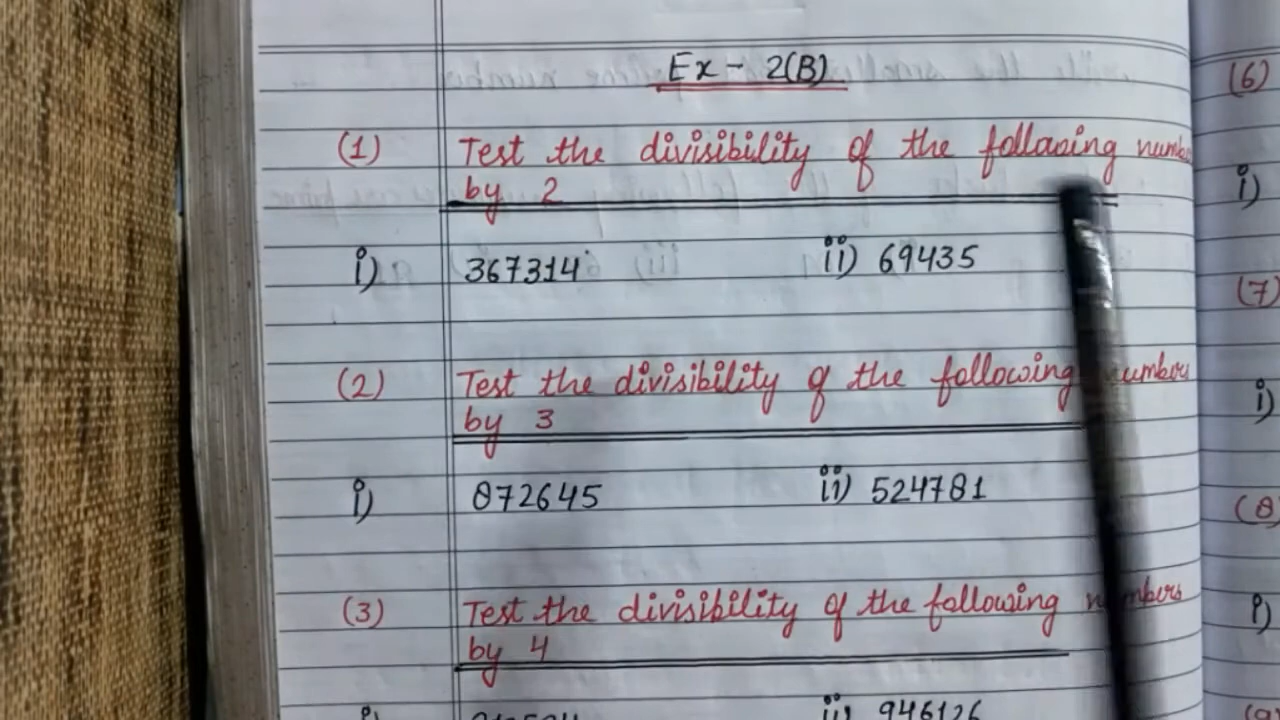 Ex - 2(B)
(1) Test the divisibility of the following
by 2
i) 367314 ii) 69435
(2) Test the divisibility of the following numbers
by 3
i) 872645 ii) 524781
(3) Test the divisibility of the following numbers
by 4
i) ii) 946126
(6)
i)
(7)
i)
(8
i)